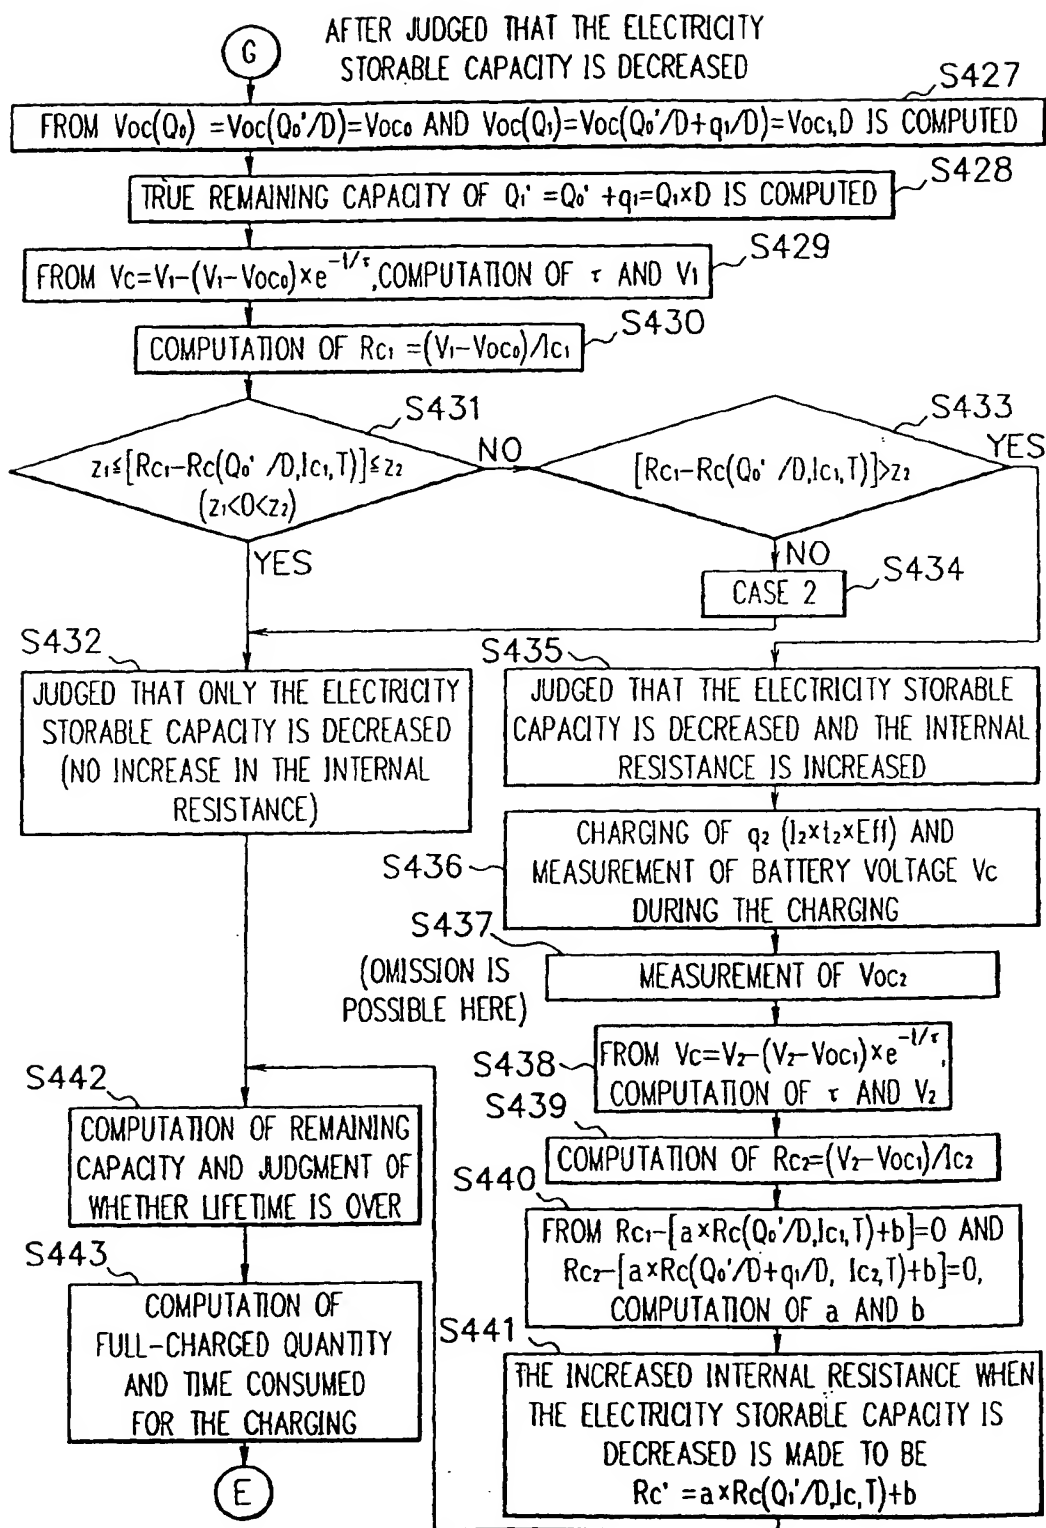 G
AFTER JUDGED THAT THE ELECTRICITY
STORABLE CAPACITY IS DECREASED
S427
FROM Voc(Q₀) =Voc(Q₀'/D)=Voc₀ AND Voc(Q₁)=Voc(Q₀'/D+q₁/D)=Voc₁,D IS COMPUTED
S428
TRUE REMAINING CAPACITY OF Q₁' =Q₀' +q₁=Q₁×D IS COMPUTED
S429
FROM Vc=V₁-(V₁-Voc₀)×e^{-t/τ},COMPUTATION OF τ AND V₁
S430
COMPUTATION OF Rc₁ =(V₁-Voc₀)/Ic₁
S431
z₁≦[Rc₁-Rc(Q₀' /D,Ic₁,T)]≦z₂
(z₁<0<z₂)
NO
YES
S433
[Rc₁-Rc(Q₀' /D,Ic₁,T)]>z₂
YES
NO
S434
CASE 2
S432
JUDGED THAT ONLY THE ELECTRICITY
STORABLE CAPACITY IS DECREASED
(NO INCREASE IN THE INTERNAL
RESISTANCE)
S435
JUDGED THAT THE ELECTRICITY STORABLE
CAPACITY IS DECREASED AND THE INTERNAL
RESISTANCE IS INCREASED
S436
CHARGING OF q₂ (I₂×t₂×Eff) AND
MEASUREMENT OF BATTERY VOLTAGE Vc
DURING THE CHARGING
S437
(OMISSION IS
POSSIBLE HERE)
MEASUREMENT OF Voc₂
S438
FROM Vc=V₂-(V₂-Voc₁)×e^{-t/τ},
COMPUTATION OF τ AND V₂
S439
COMPUTATION OF Rc₂=(V₂-Voc₁)/Ic₂
S440
FROM Rc₁-[a×Rc(Q₀'/D,Ic₁,T)+b]=0 AND
Rc₂-[a×Rc(Q₀'/D+q₁/D, Ic₂,T)+b]=0,
COMPUTATION OF a AND b
S441
THE INCREASED INTERNAL RESISTANCE WHEN
THE ELECTRICITY STORABLE CAPACITY IS
DECREASED IS MADE TO BE
Rc' =a×Rc(Q₁'/D,Ic,T)+b
S442
COMPUTATION OF REMAINING
CAPACITY AND JUDGMENT OF
WHETHER LIFETIME IS OVER
S443
COMPUTATION OF
FULL-CHARGED QUANTITY
AND TIME CONSUMED
FOR THE CHARGING
E